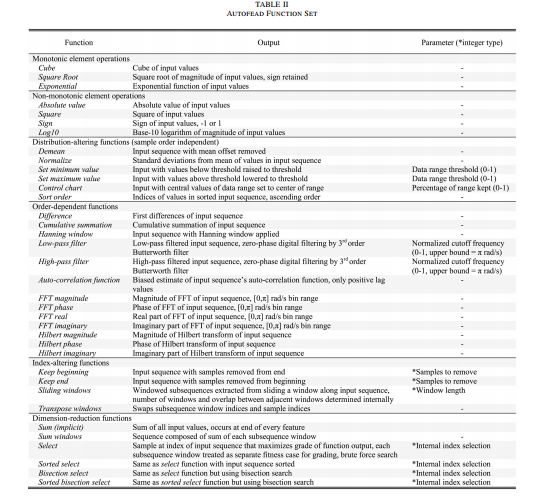 TABLE II
AUTOFEAD FUNCTION SET
Function Output Parameter (*integer type)
Monotonic element operations
Cube Cube of input values -
Square Root Square root of magnitude of input values, sign retained -
Exponential Exponential function of input values -
Non-monotonic element operations
Absolute value Absolute value of input values -
Square Square of input values -
Sign Sign of input values, -1 or 1 -
Log10 Base-10 logarithm of magnitude of input values -
Distribution-altering functions (sample order independent)
Demean Input sequence with mean offset removed -
Normalize Standard deviations from mean of values in input sequence -
Set minimum value Input with values below threshold raised to threshold Data range threshold (0-1)
Set maximum value Input with values above threshold lowered to threshold Data range threshold (0-1)
Control chart Input with central values of data range set to center of range Percentage of range kept (0-1)
Sort order Indices of values in sorted input sequence, ascending order -
Order-dependent functions
Difference First differences of input sequence -
Cumulative summation Cumulative summation of input sequence -
Hanning window Input sequence with Hanning window applied -
Low-pass filter Low-pass filtered input sequence, zero-phase digital filtering by 3rd order Normalized cutoff frequency
Butterworth filter (0-1, upper bound = π rad/s)
High-pass filter High-pass filtered input sequence, zero-phase digital filtering by 3rd order Normalized cutoff frequency
Butterworth filter (0-1, upper bound = π rad/s)
Auto-correlation function Biased estimate of input sequence's auto-correlation function, only positive lag -
values
FFT magnitude Magnitude of FFT of input sequence, [0,π] rad/s bin range -
FFT phase Phase of FFT of input sequence, [0,π] rad/s bin range -
FFT real Real part of FFT of input sequence, [0,π] rad/s bin range -
FFT imaginary Imaginary part of FFT of input sequence, [0,π] rad/s bin range -
Hilbert magnitude Magnitude of Hilbert transform of input sequence -
Hilbert phase Phase of Hilbert transform of input sequence -
Hilbert imaginary Imaginary part of Hilbert transform of input sequence -
Index-altering functions
Keep beginning Input sequence with samples removed from end *Samples to remove
Keep end Input sequence with samples removed from beginning *Samples to remove
Sliding windows Windowed subsequences extracted from sliding a window along input sequence, *Window length
number of windows and overlap between adjacent windows determined internally
Transpose windows Swaps subsequence window indices and sample indices -
Dimension-reduction functions
Sum (implicit) Sum of all input values, occurs at end of every feature
Sum windows Sequence composed of sum of each subsequence window -
Select Sample at index of input sequence that maximizes grade of function output, each *Internal index selection
subsequence window treated as separate fitness case for grading, brute force search
Sorted select Same as select function with input sequence sorted *Internal index selection
Bisection select Same as select function but using bisection search *Internal index selection
Sorted bisection select Same as sorted select function but using bisection search *Internal index selection